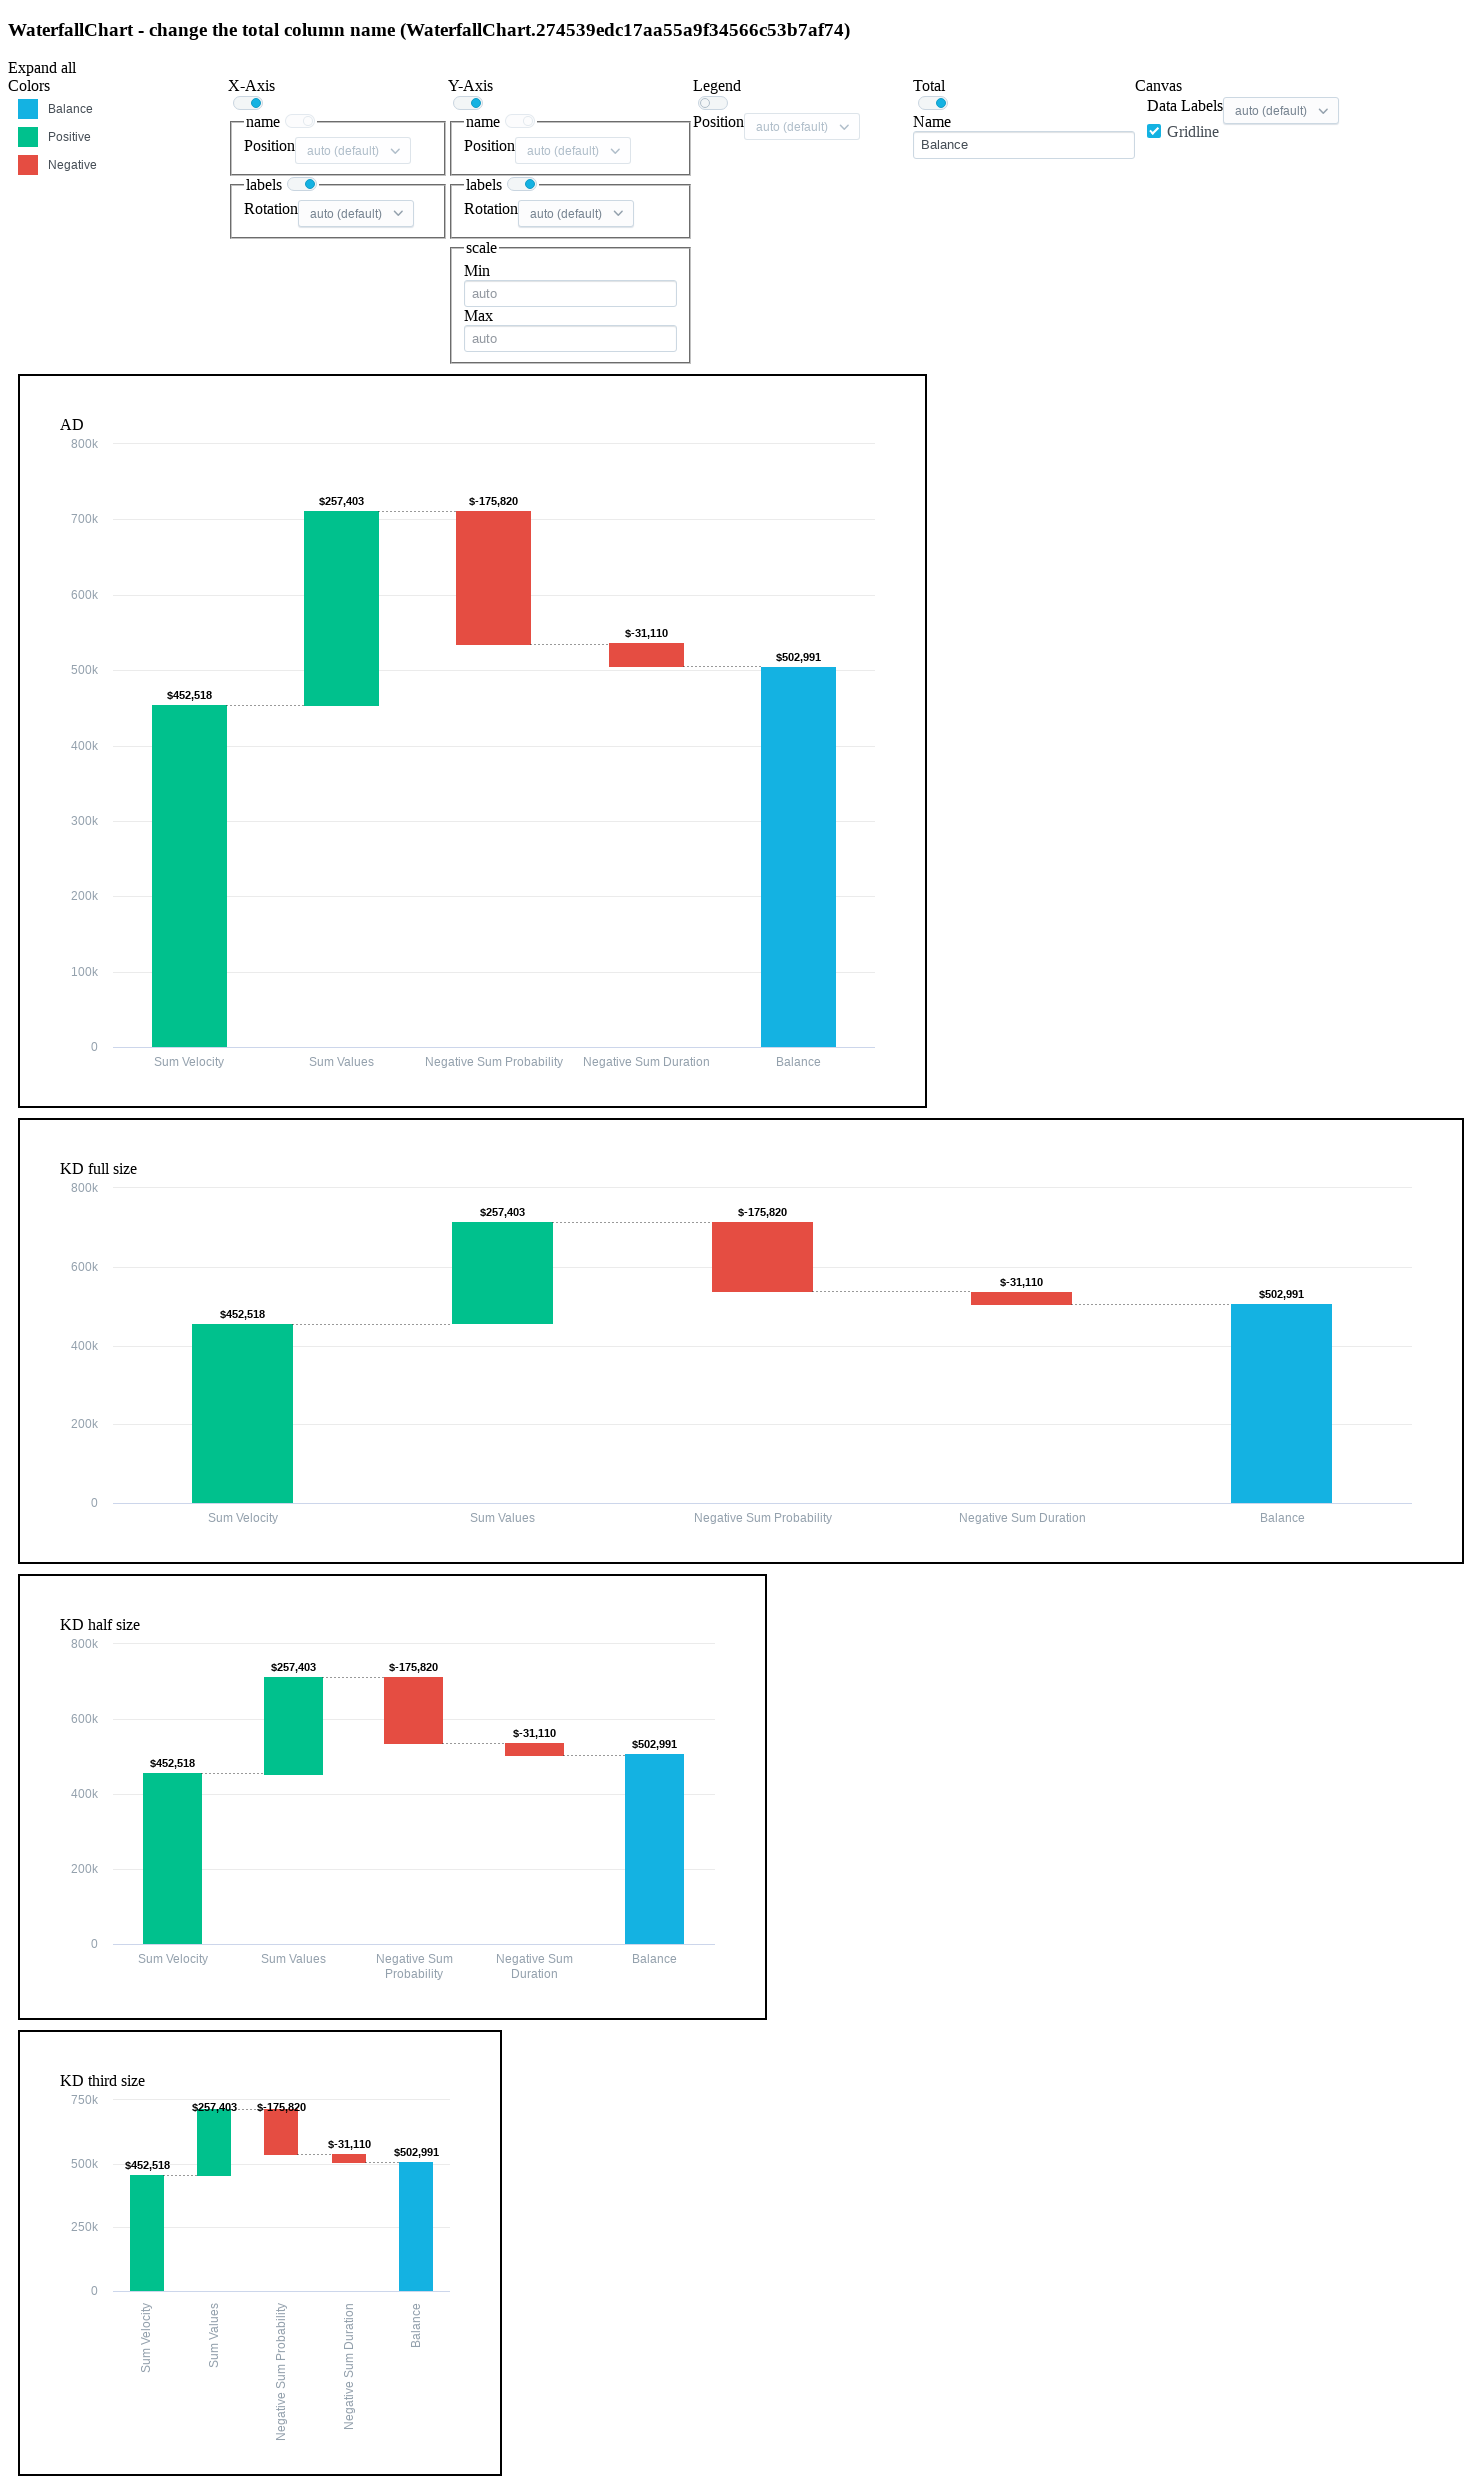 WaterfallChart - change the total column name (WaterfallChart.274539edc17aa55a9f34566c53b7af74)
Expand all
Colors
Balance
Positive
Negative
X-Axis
name
Position auto (default)
labels
Rotation auto (default)
Y-Axis
name
Position auto (default)
labels
Rotation auto (default)
scale
Min
auto
Max
auto
Legend
Position auto (default)
Total
Name
Balance
Canvas
Data Labels auto (default)
Gridline
AD
800k
700k
600k
500k
400k
300k
200k
100k
0
$452,518
$257,403
$-175,820
$-31,110
$502,991
Sum Velocity
Sum Values
Negative Sum Probability
Negative Sum Duration
Balance
KD full size
800k
600k
400k
200k
0
$452,518
$257,403
$-175,820
$-31,110
$502,991
Sum Velocity
Sum Values
Negative Sum Probability
Negative Sum Duration
Balance
KD half size
800k
600k
400k
200k
0
$452,518
$257,403
$-175,820
$-31,110
$502,991
Sum Velocity
Sum Values
Negative Sum
Probability
Negative Sum
Duration
Balance
KD third size
750k
500k
250k
0
$452,518
$257,403
$-175,820
$-31,110
$502,991
Sum Velocity
Sum Values
Negative Sum Probability
Negative Sum Duration
Balance